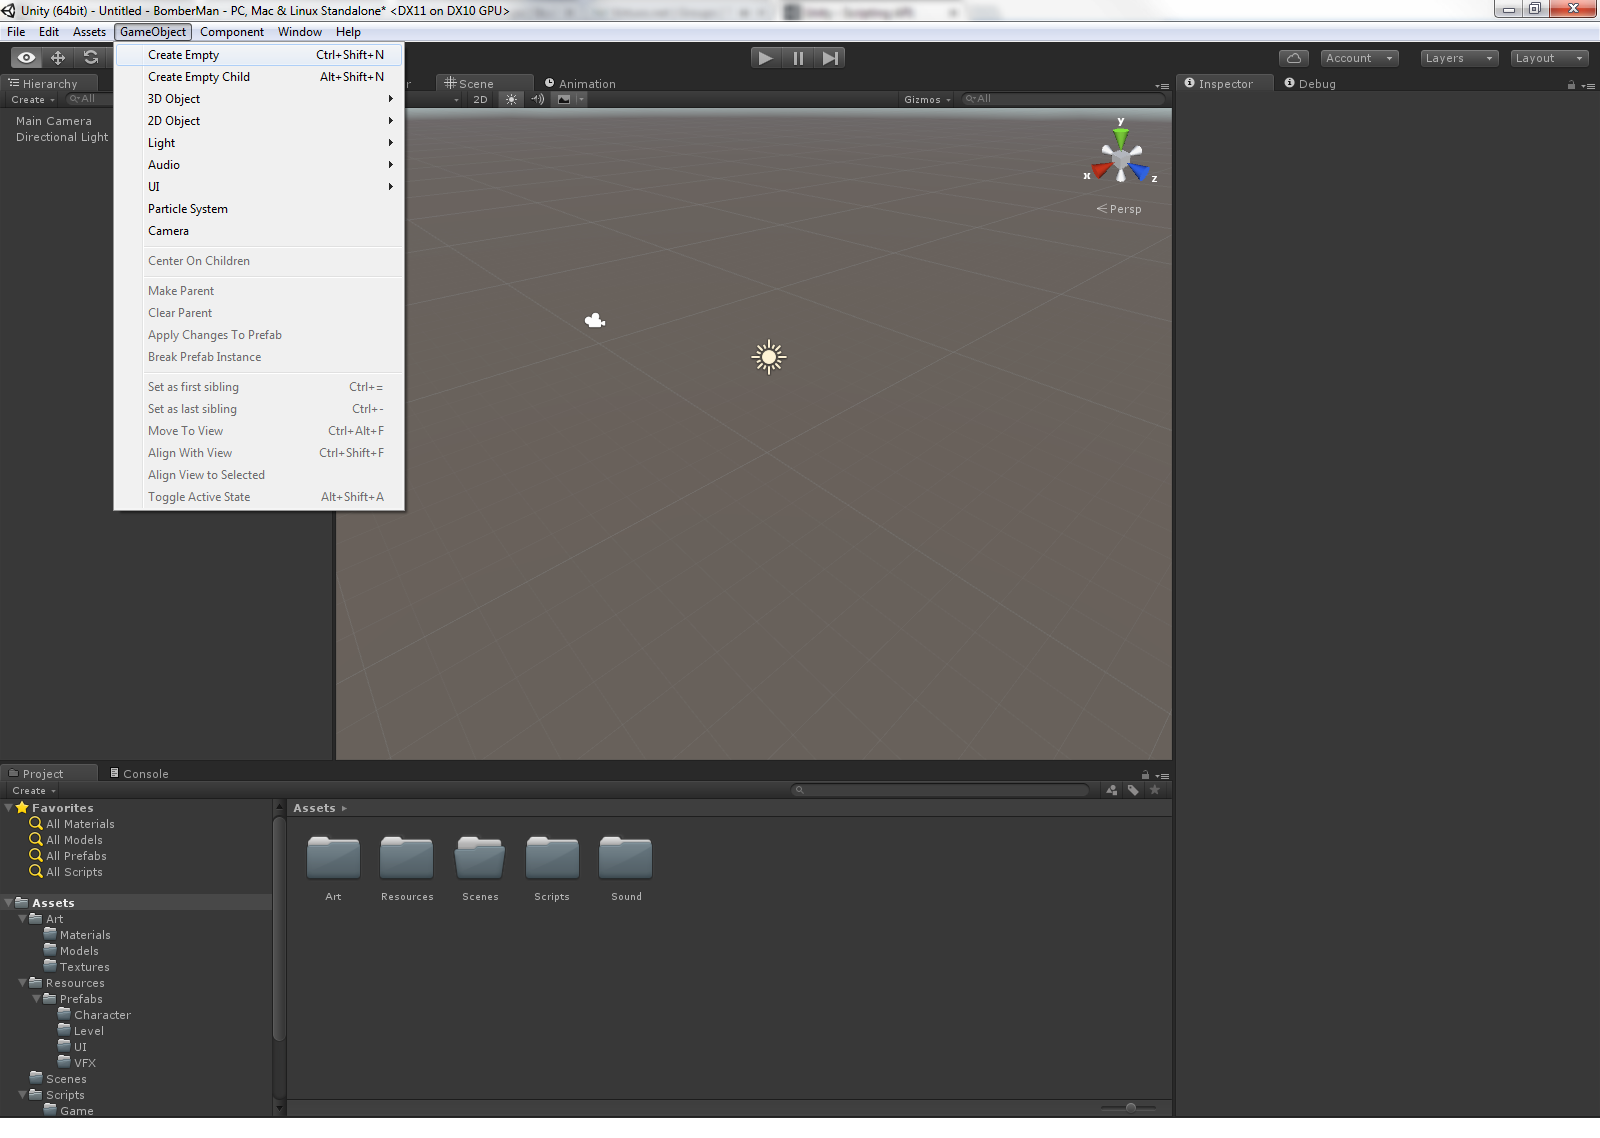 Unity (64bit) - Untitled - BomberMan - PC, Mac & Linux Standalone* <DX11 on DX10 GPU>
File Edit Assets GameObject Component Window Help
Account Layers Layout
Create Empty Ctrl+Shift+N
Create Empty Child Alt+Shift+N
3D Object
2D Object
Light
Audio
UI
Particle System
Camera
Center On Children
Make Parent
Clear Parent
Apply Changes To Prefab
Break Prefab Instance
Set as first sibling Ctrl+=
Set as last sibling Ctrl+-
Move To View Ctrl+Alt+F
Align With View Ctrl+Shift+F
Align View to Selected
Toggle Active State Alt+Shift+A
Hierarchy
Create All
Main Camera
Directional Light
Scene Animation
2D Gizmos All
y
x z
Persp
Inspector Debug
Project Console
Create
Favorites
All Materials
All Models
All Prefabs
All Scripts
Assets
Art
Materials
Models
Textures
Resources
Prefabs
Character
Level
UI
VFX
Scenes
Scripts
Game
Assets
Art Resources Scenes Scripts Sound